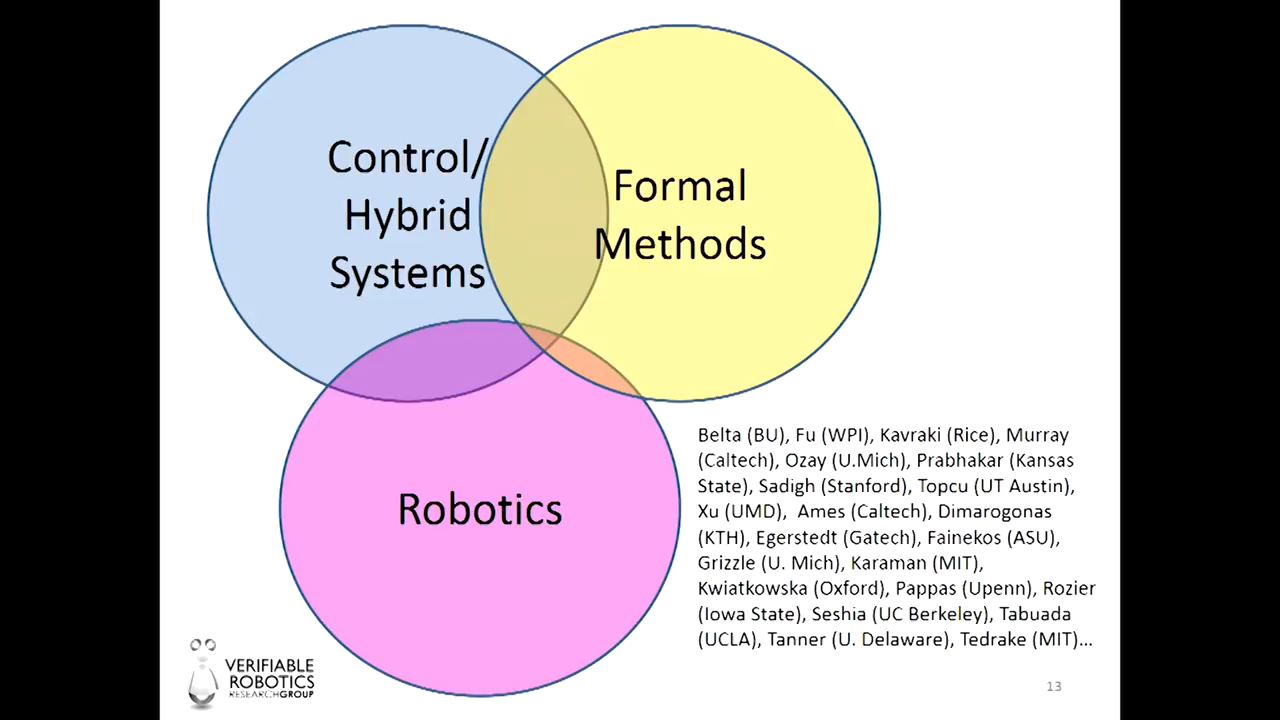 Control/
Hybrid
Systems
Formal
Methods
Robotics
Belta (BU), Fu (WPI), Kavraki (Rice), Murray
(Caltech), Ozay (U.Mich), Prabhakar (Kansas
State), Sadigh (Stanford), Topcu (UT Austin),
Xu (UMD),  Ames (Caltech), Dimarogonas
(KTH), Egerstedt (Gatech), Fainekos (ASU),
Grizzle (U. Mich), Karaman (MIT),
Kwiatkowska (Oxford), Pappas (Upenn), Rozier
(Iowa State), Seshia (UC Berkeley), Tabuada
(UCLA), Tanner (U. Delaware), Tedrake (MIT)...
VERIFIABLE
ROBOTICS
RESEARCHGROUP
13